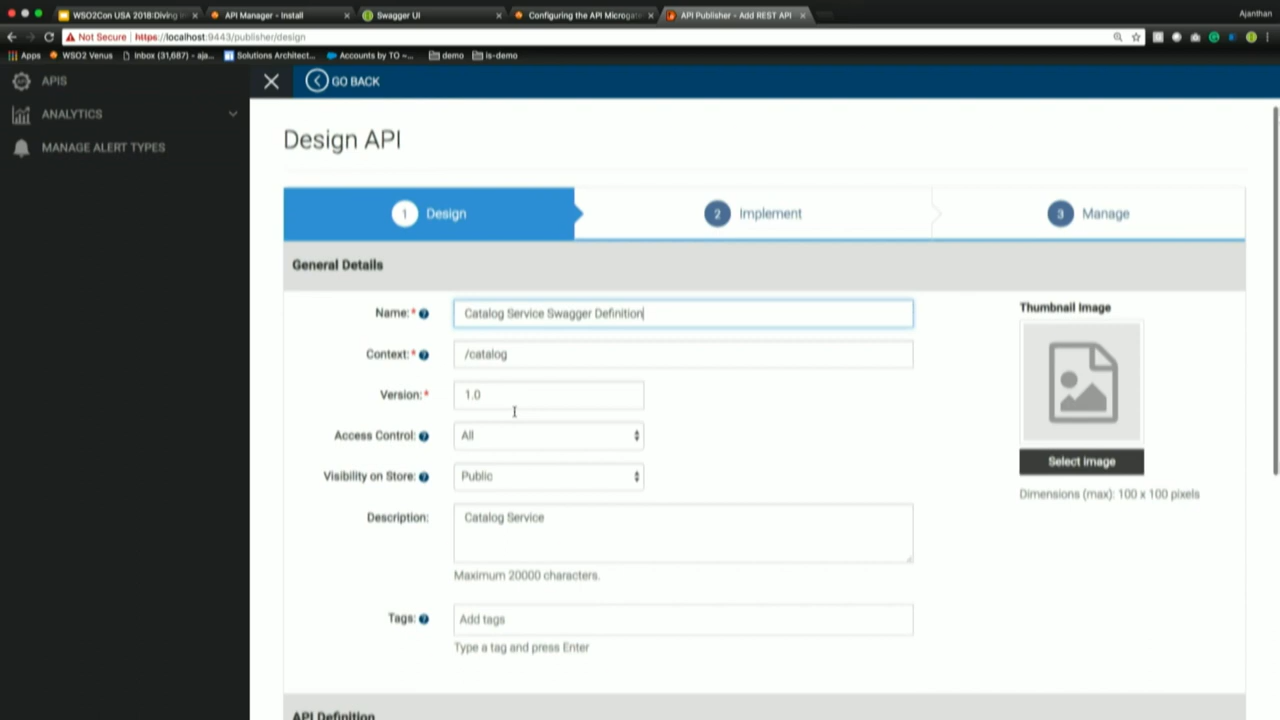 WSO2Con USA 2018:Diving
API Manager - Install
Swagger UI
Configuring the API Microgate
API Publisher - Add REST API
Ajanthan
Not Secure
https://localhost:9443/publisher/design
Apps
WSO2 Venus
Inbox (31,687) - aja...
Solutions Architect...
Accounts by TO –...
demo
is-demo
APIS
GO BACK
ANALYTICS
MANAGE ALERT TYPES
Design API
1 Design
2 Implement
3 Manage
General Details
Name:* ?
Catalog Service Swagger Definition
Thumbnail Image
Context:* ?
/catalog
Version:*
1.0
Access Control: ?
All
Select image
Visibility on Store: ?
Public
Dimensions (max): 100 x 100 pixels
Description:
Catalog Service
Maximum 20000 characters.
Tags: ?
Add tags
Type a tag and press Enter
API Definition